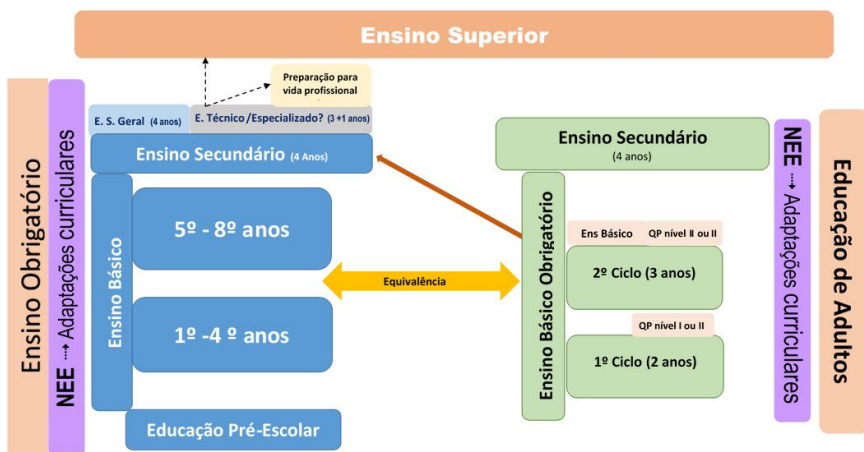 Ensino Superior
Preparação para
vida profissional
E. S. Geral (4 anos)
E. Técnico/Especializado? (3 +1 anos)
Ensino Secundário (4 Anos)
Ensino Obrigatório
NEE ⤍ Adaptações curriculares
Ensino Básico
5º - 8º anos
1º -4 º anos
Educação Pré-Escolar
Equivalência
Ensino Secundário
(4 anos)
Ensino Básico Obrigatório
Ens Básico
QP nível II ou II
2º Ciclo (3 anos)
QP nível I ou II
1º Ciclo (2 anos)
NEE ⤍ Adaptações curriculares
Educação de Adultos